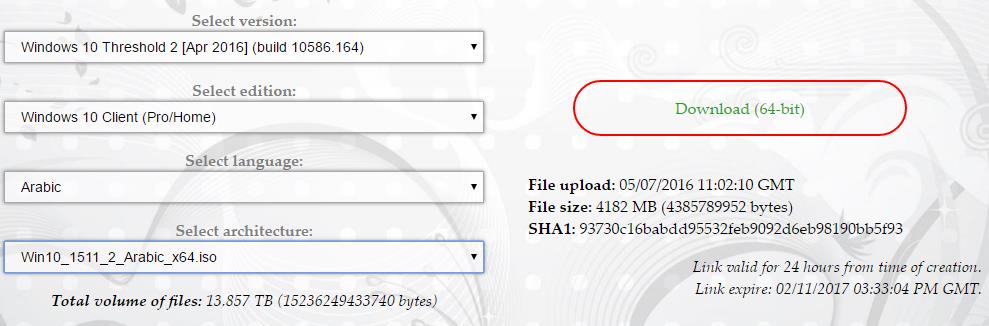 Select version:
Windows 10 Threshold 2 [Apr 2016] (build 10586.164)
Select edition:
Windows 10 Client (Pro/Home)
Select language:
Arabic
Select architecture:
Win10_1511_2_Arabic_x64.iso
Total volume of files: 13.857 TB (15236249433740 bytes)
Download (64-bit)
File upload: 05/07/2016 11:02:10 GMT
File size: 4182 MB (4385789952 bytes)
SHA1: 93730c16babdd95532feb9092d6eb98190bb5f93
Link valid for 24 hours from time of creation.
Link expire: 02/11/2017 03:33:04 PM GMT.